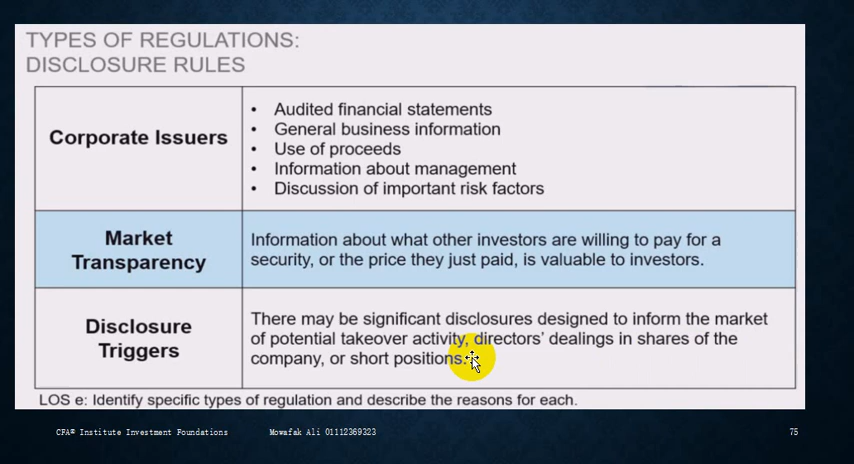 TYPES OF REGULATIONS:
DISCLOSURE RULES
Corporate Issuers
• Audited financial statements
• General business information
• Use of proceeds
• Information about management
• Discussion of important risk factors
Market
Transparency
Information about what other investors are willing to pay for a
security, or the price they just paid, is valuable to investors.
Disclosure
Triggers
There may be significant disclosures designed to inform the market
of potential takeover activity, directors’ dealings in shares of the
company, or short positions.
LOS e: Identify specific types of regulation and describe the reasons for each.
CFA® Institute Investment Foundations
Mowafak Ali 01112369323
75